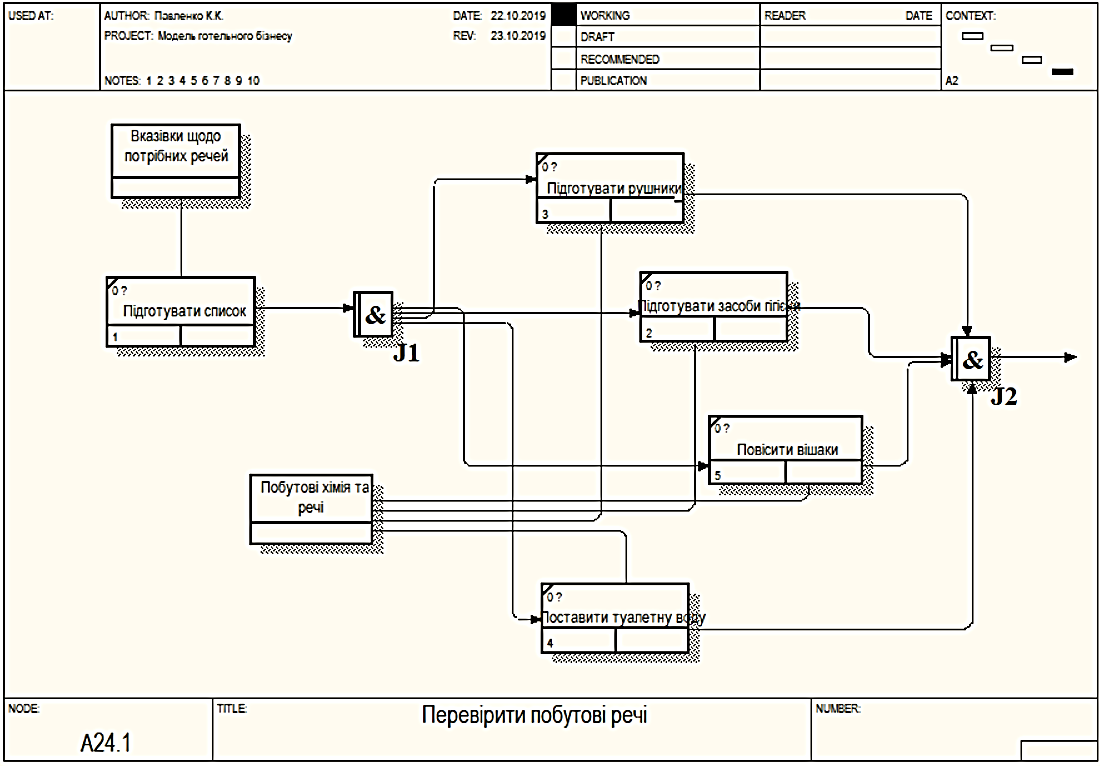 USED AT:
AUTHOR: Павленко К.К.
DATE: 22.10.2019
PROJECT: Модель готельного бізнесу
REV: 23.10.2019
NOTES: 1 2 3 4 5 6 7 8 9 10
WORKING
DRAFT
RECOMMENDED
PUBLICATION
READER
DATE
CONTEXT:
A2
Вказівки щодо
потрібних речей
0 ?
Підготувати список
1
&
J1
0 ?
Підготувати рушники
3
0 ?
Підготувати засоби гігієни
2
&
J2
0 ?
Повісити вішаки
5
Побутові хімія та
речі
0 ?
Поставити туалетну воду
4
NODE:
A24.1
TITLE:
Перевірити побутові речі
NUMBER: